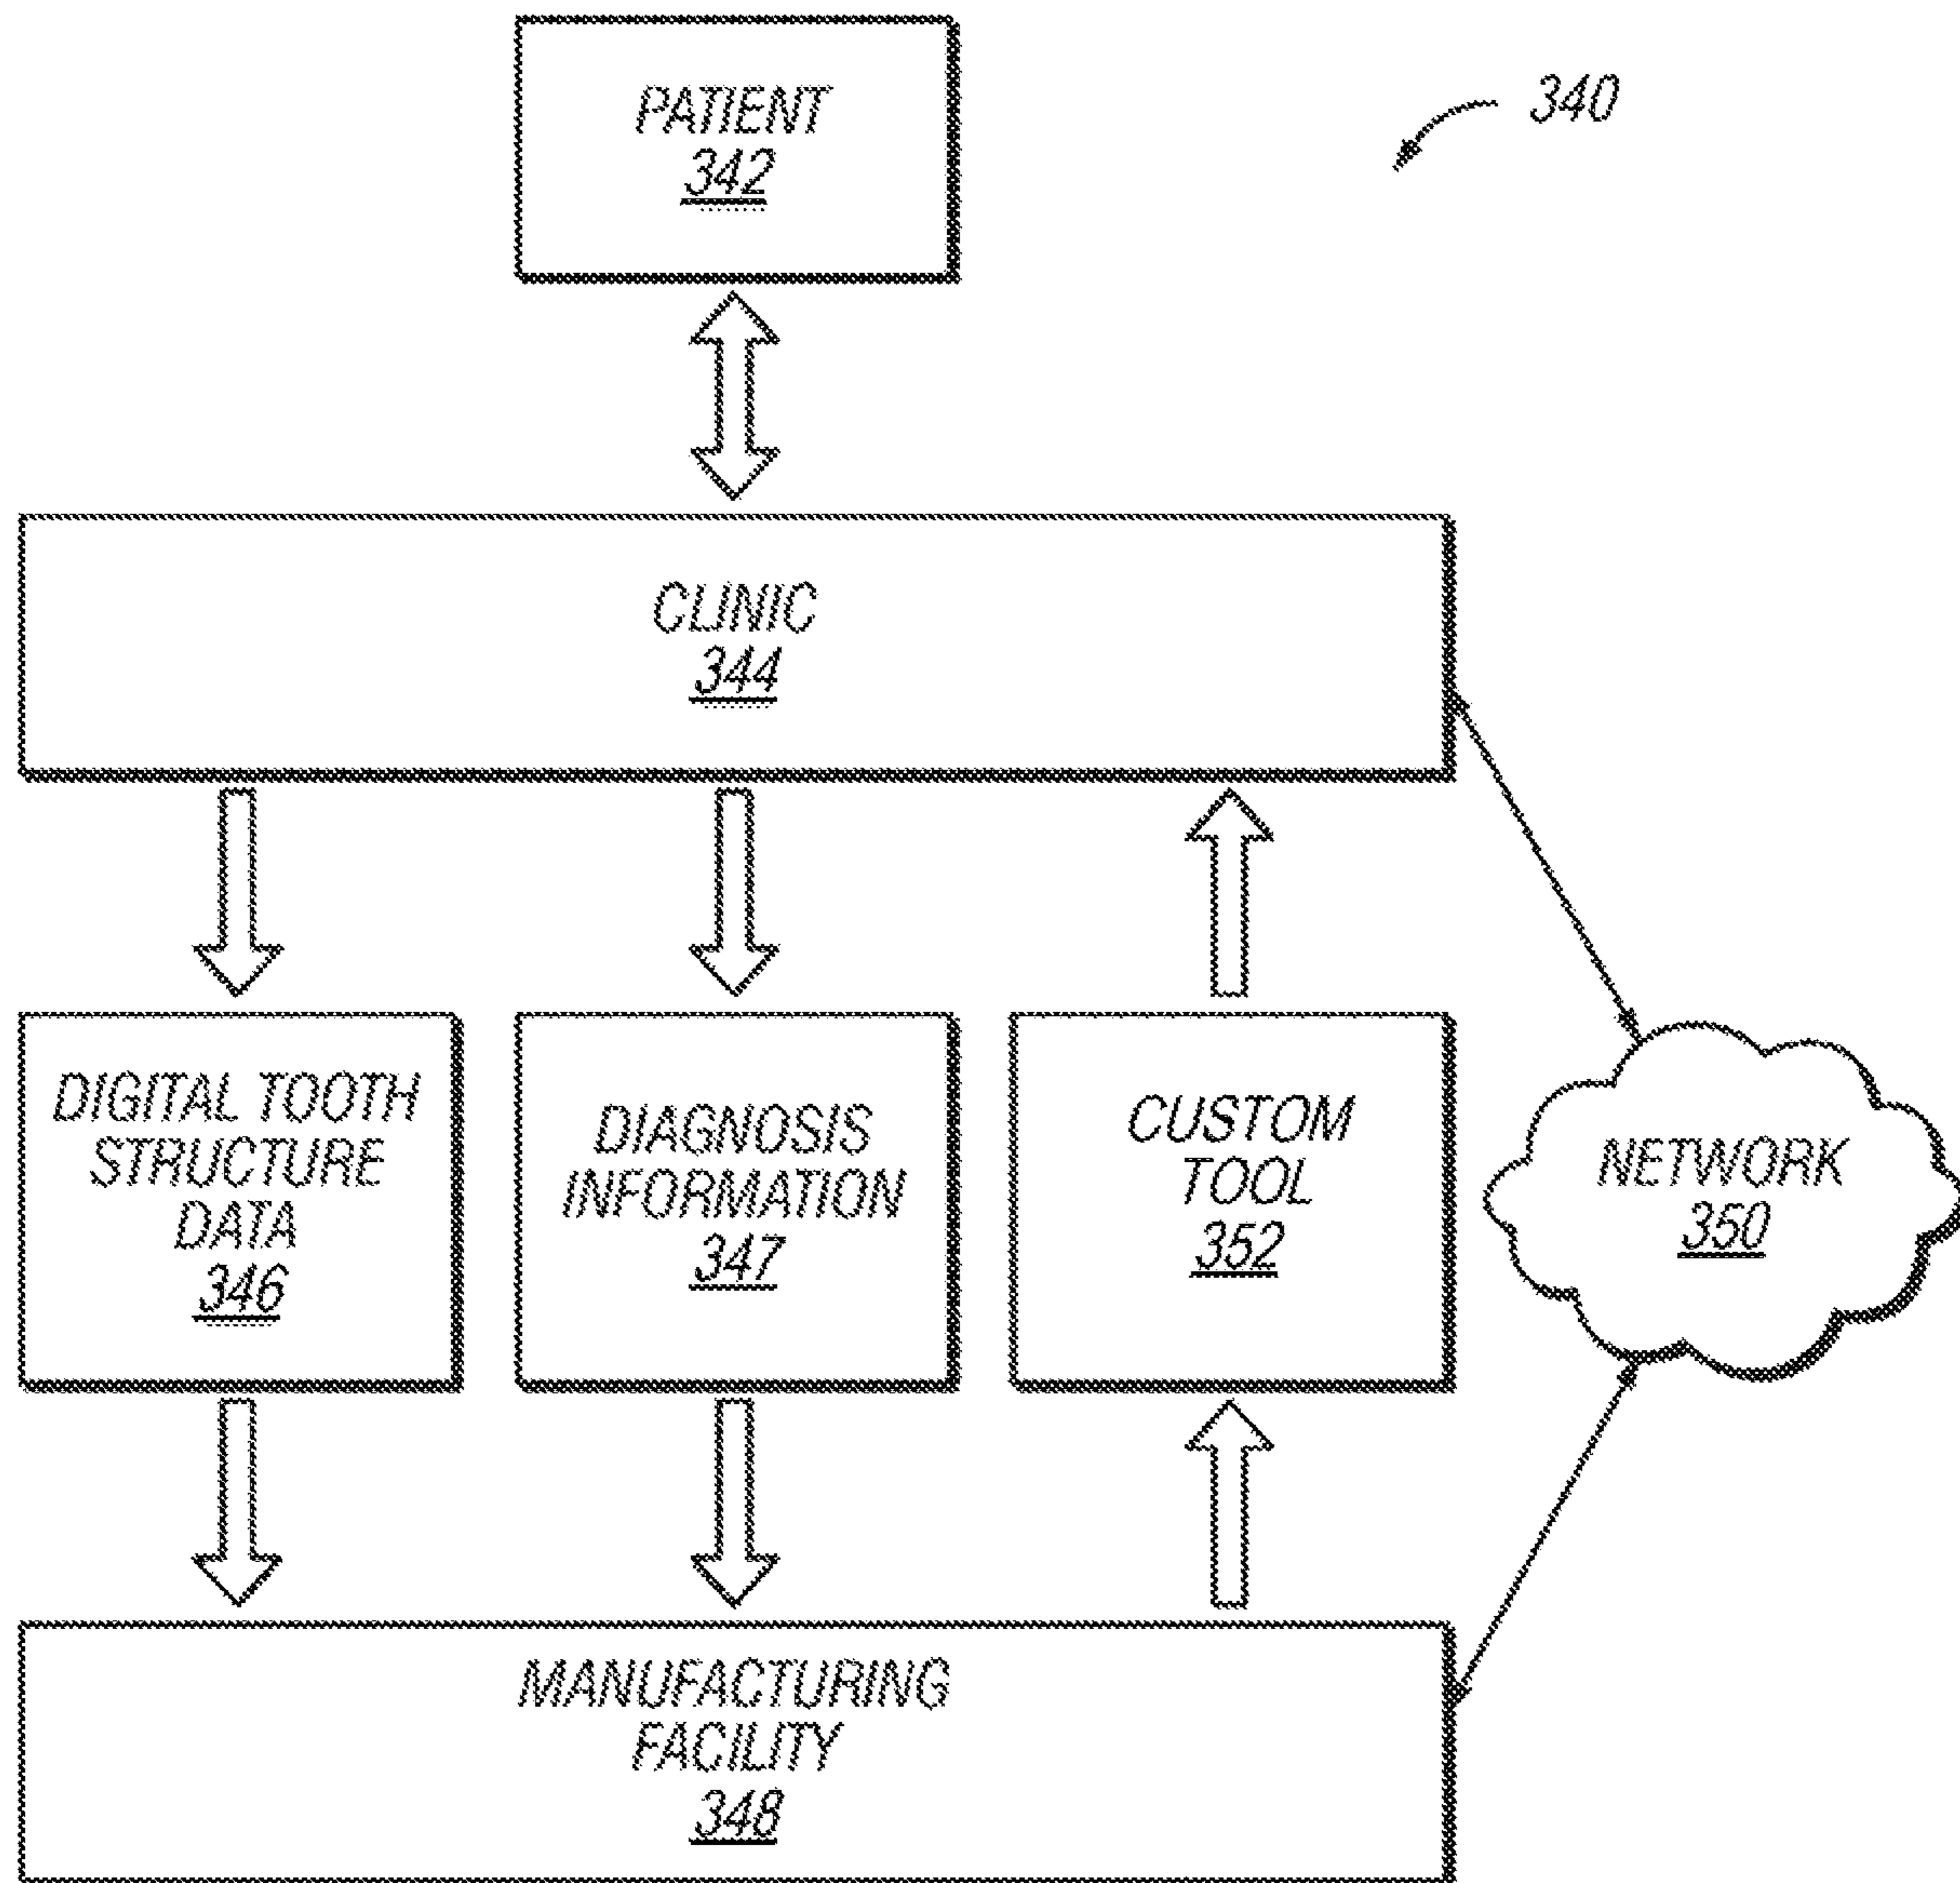 PATIENT
342
340
CLINIC
344
DIGITAL TOOTH
STRUCTURE
DATA
346
DIAGNOSIS
INFORMATION
347
CUSTOM
TOOL
352
NETWORK
350
MANUFACTURING
FACILITY
348